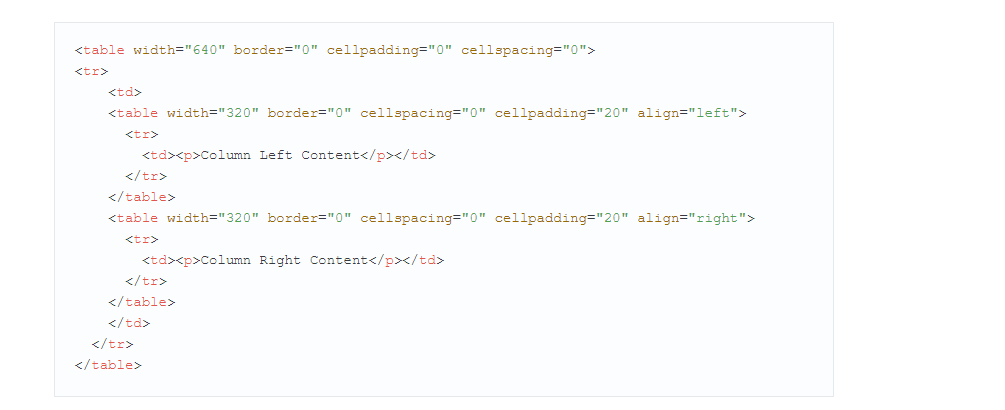 <table width="640" border="0" cellpadding="0" cellspacing="0">
<tr>
    <td>
    <table width="320" border="0" cellspacing="0" cellpadding="20" align="left">
      <tr>
        <td><p>Column Left Content</p></td>
      </tr>
    </table>
    <table width="320" border="0" cellspacing="0" cellpadding="20" align="right">
      <tr>
        <td><p>Column Right Content</p></td>
      </tr>
    </table>
    </td>
  </tr>
</table>